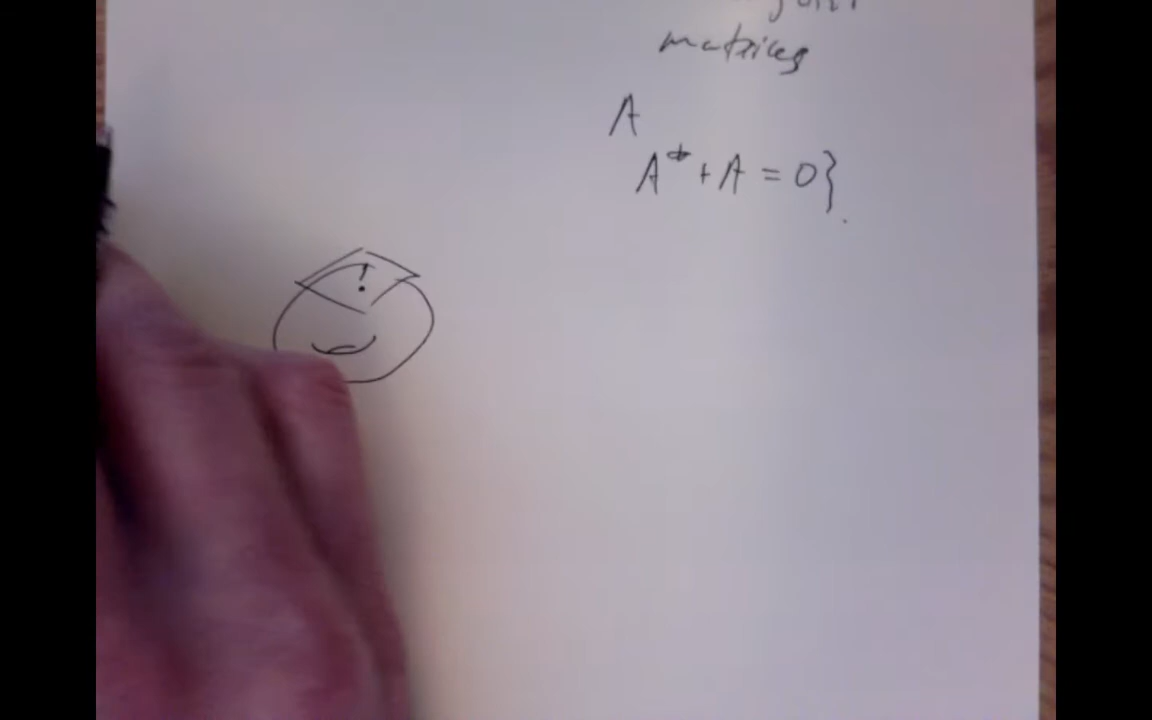 matrices
A
A* + A = 0}.
!